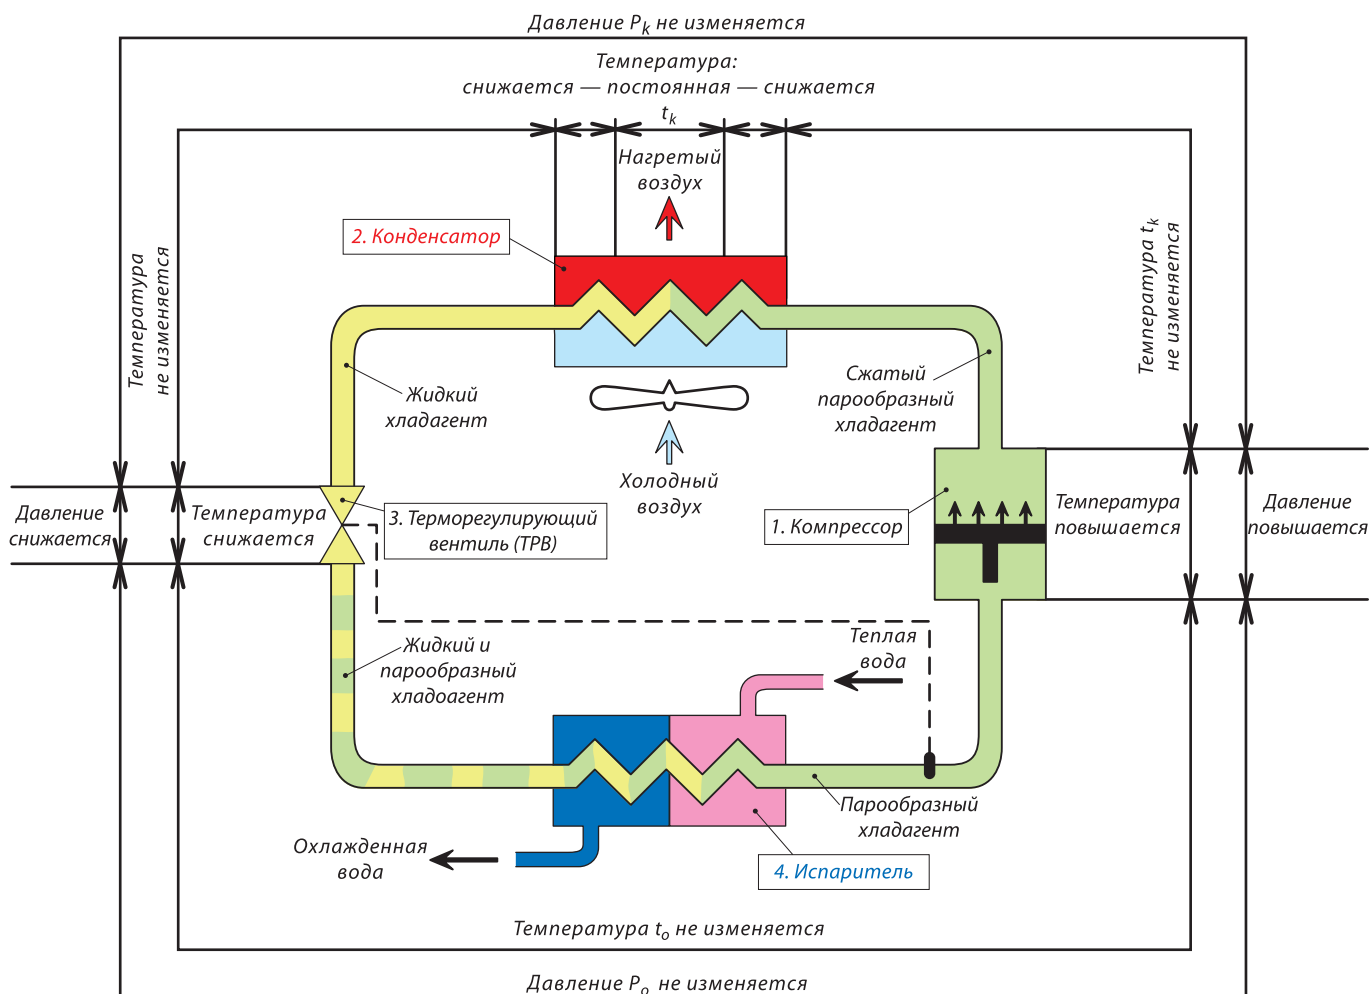 Давление Pk не изменяется
Температура:
снижается — постоянная — снижается
tk
Нагретый
воздух
2. Конденсатор
Температура
не изменяется
Температура tk
не изменяется
Жидкий
хладагент
Сжатый
парообразный
хладагент
Холодный
воздух
Давление
снижается
Температура
снижается
3. Терморегулирующий
вентиль (ТРВ)
1. Компрессор
Температура
повышается
Давление
повышается
Жидкий и
парообразный
хладоагент
Теплая
вода
Парообразный
хладагент
Охлажденная
вода
4. Испаритель
Температура to не изменяется
Давление Po не изменяется